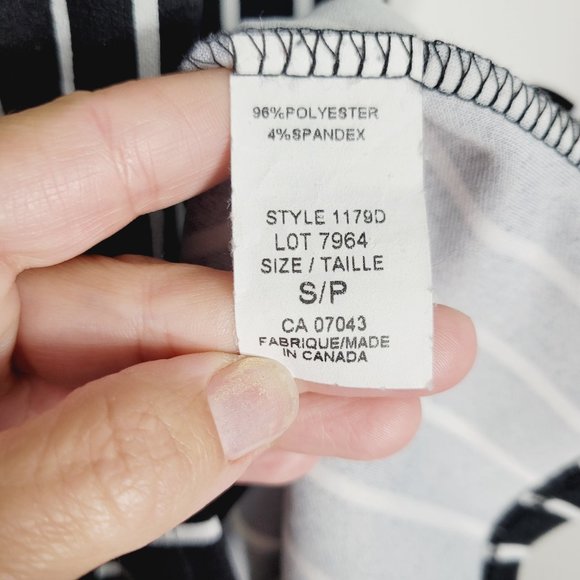 96%POLYESTER
4%SPANDEX
STYLE 1179D
LOT 7964
SIZE / TAILLE
S/P
CA 07043
FABRIQUE/MADE
IN CANADA